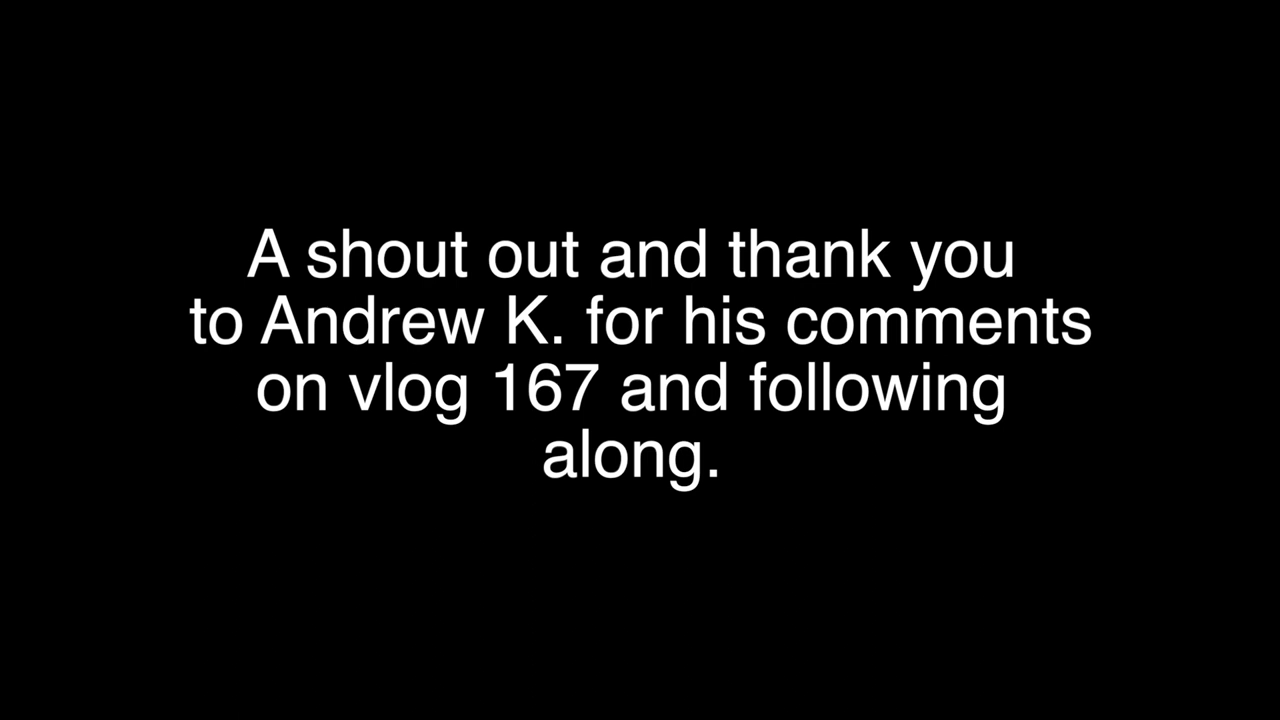 A shout out and thank you
to Andrew K. for his comments
on vlog 167 and following
along.